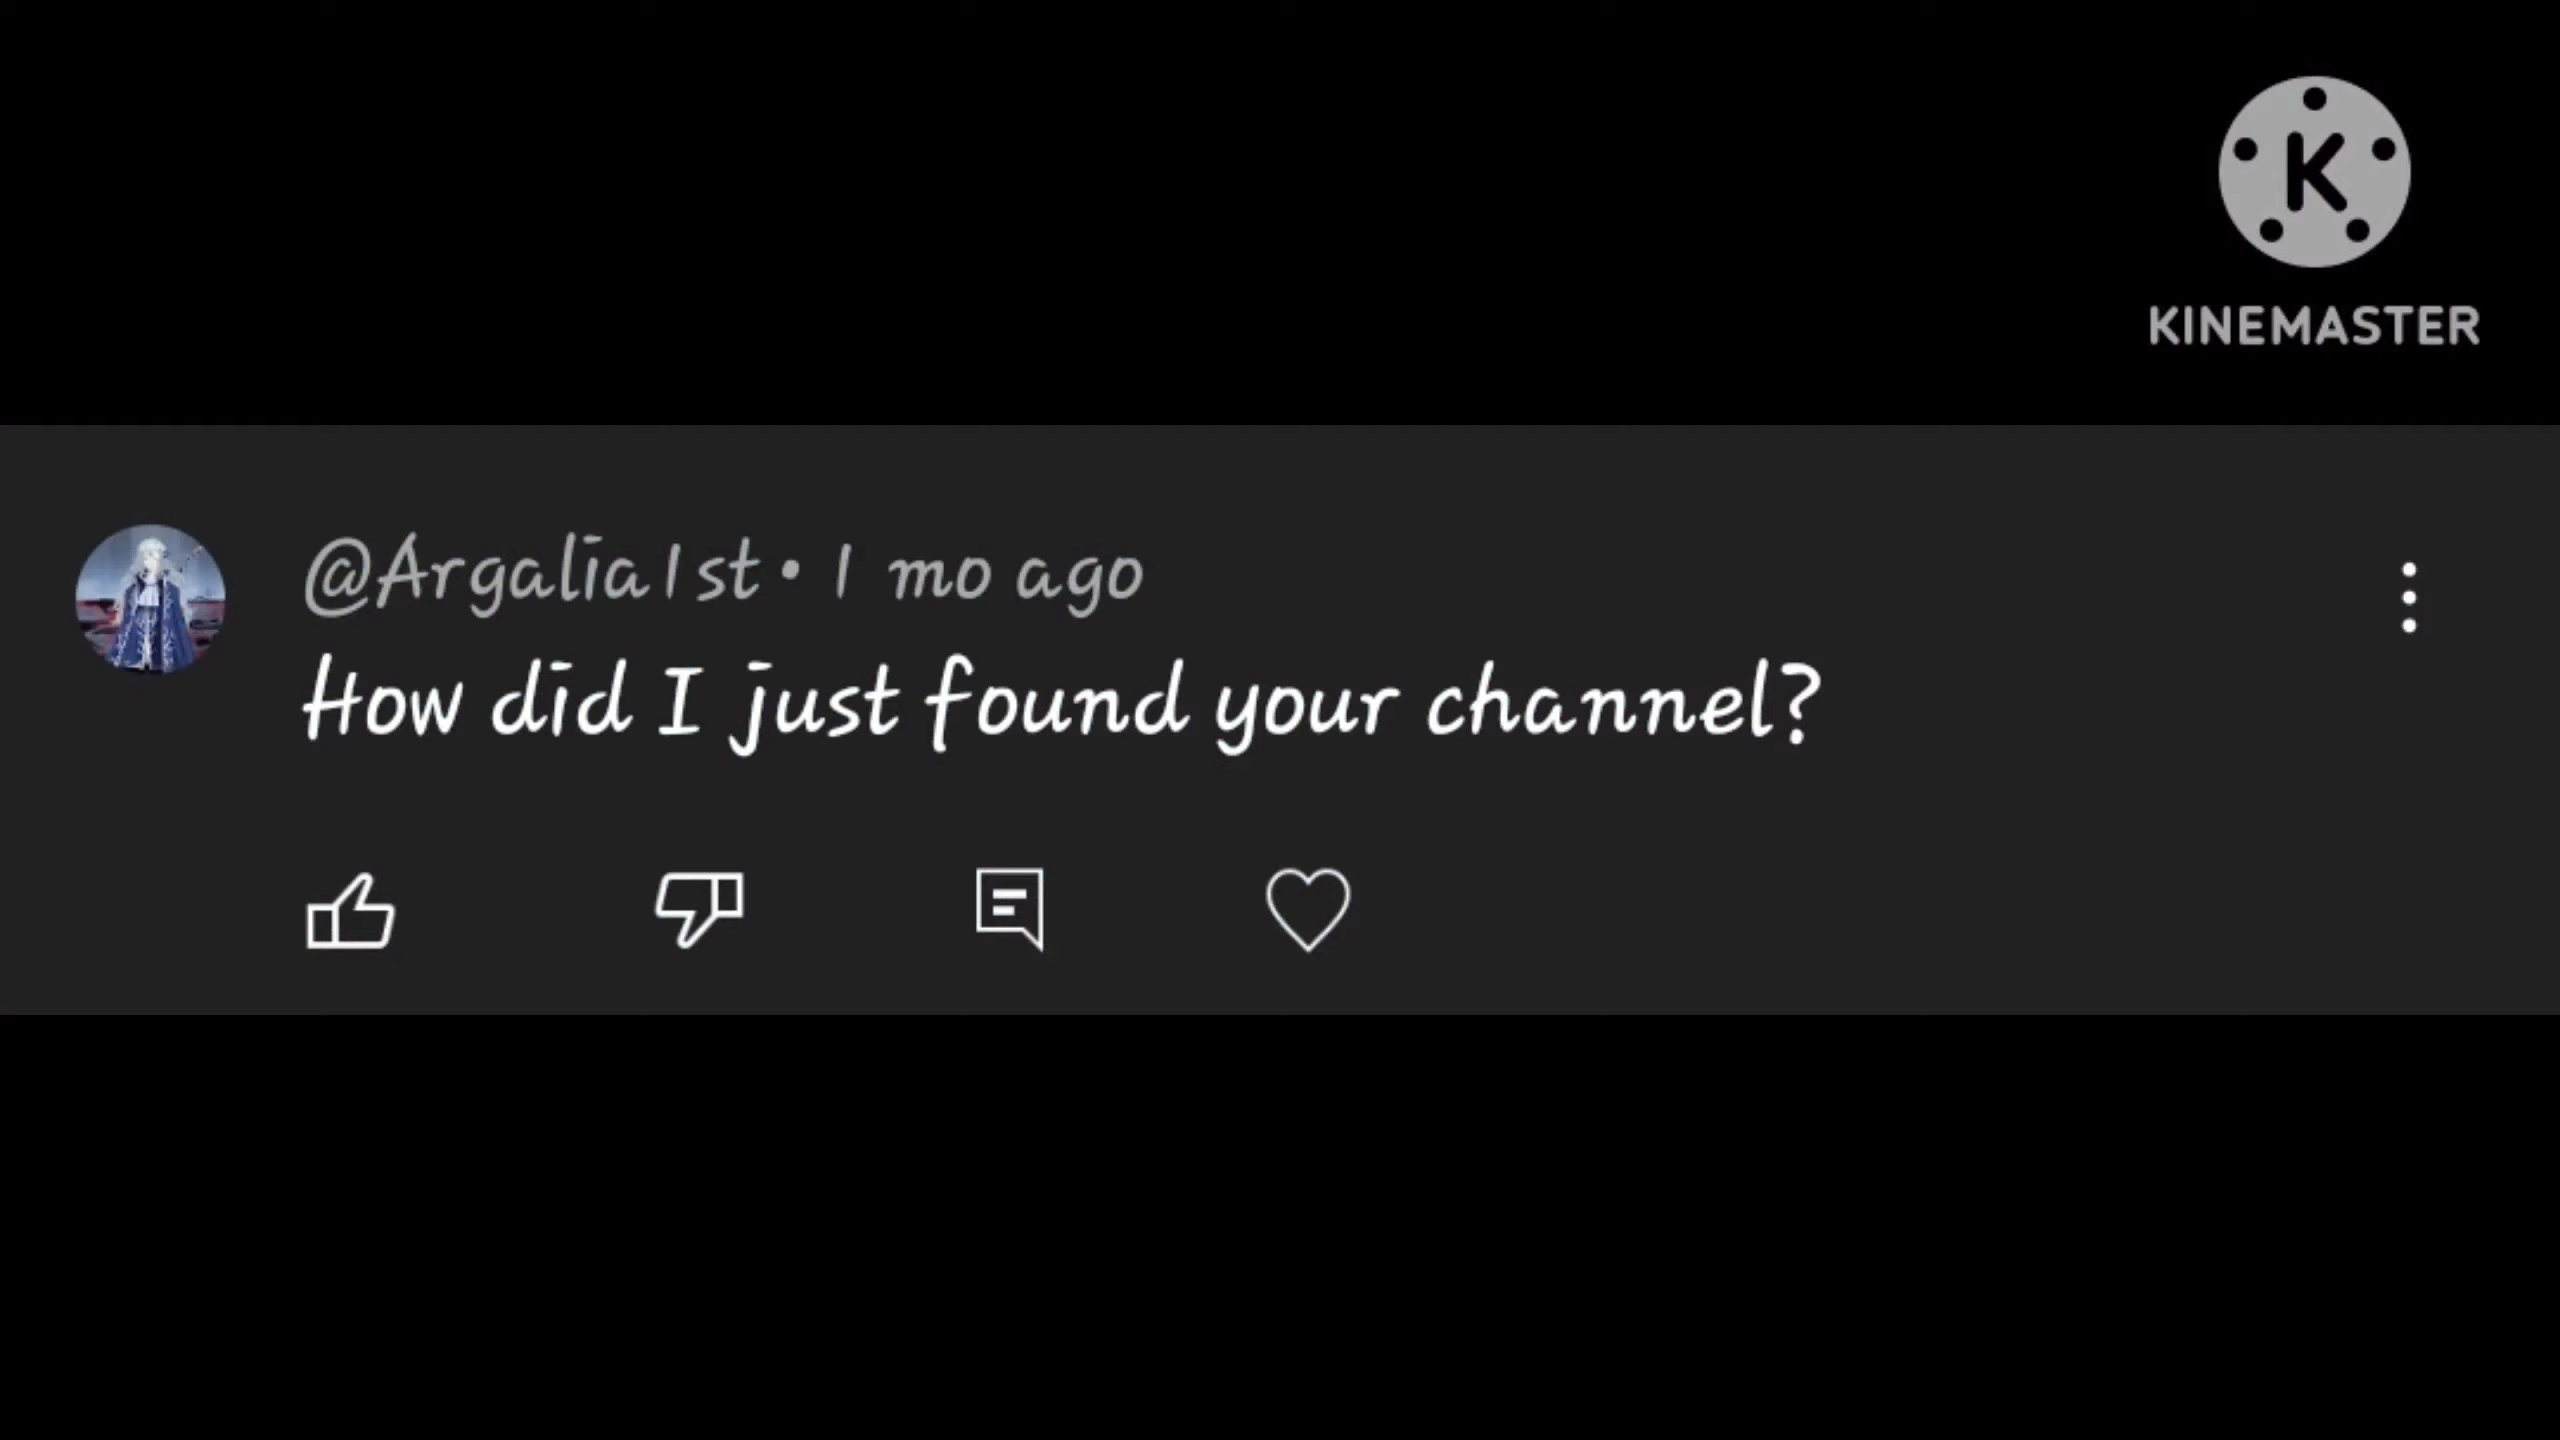 K
KINEMASTER
@Argalia1st • 1 mo ago
How did I just found your channel?